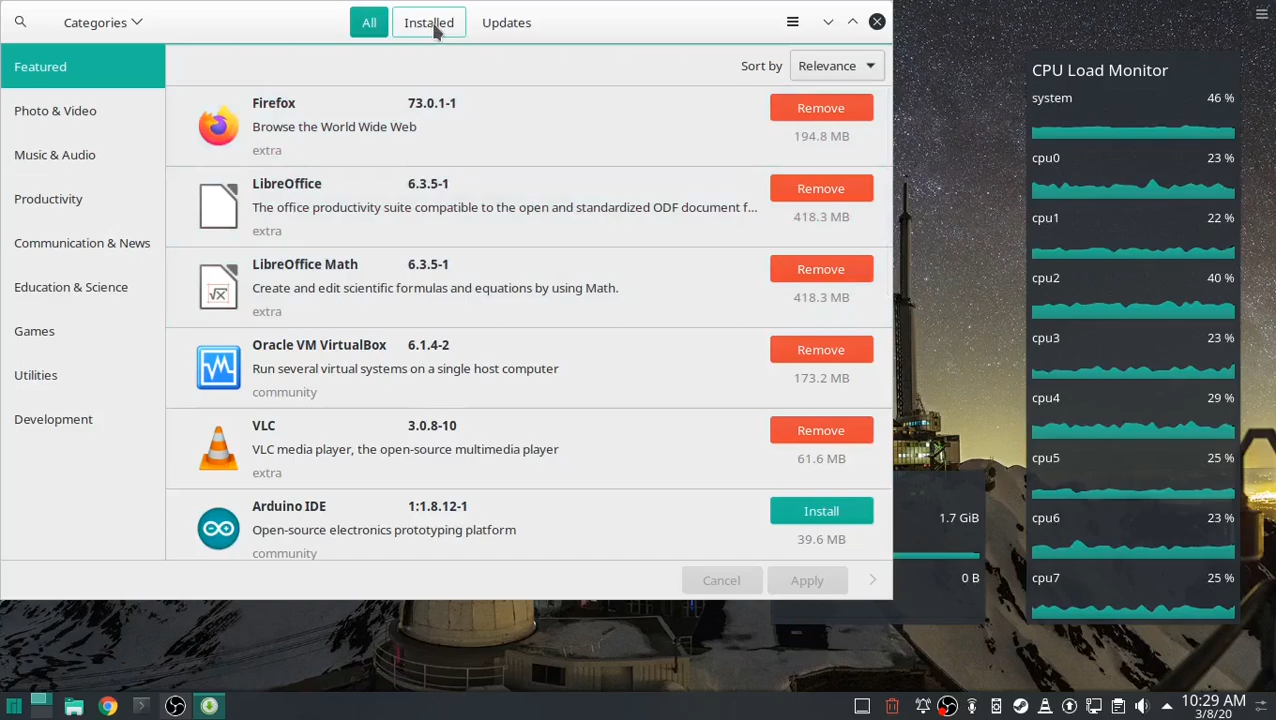 Categories
All
Installed
Updates
Featured
Photo & Video
Music & Audio
Productivity
Communication & News
Education & Science
Games
Utilities
Development
Sort by Relevance
Firefox 73.0.1-1
Browse the World Wide Web
extra
Remove
194.8 MB
LibreOffice 6.3.5-1
The office productivity suite compatible to the open and standardized ODF document f...
extra
Remove
418.3 MB
LibreOffice Math 6.3.5-1
Create and edit scientific formulas and equations by using Math.
extra
Remove
418.3 MB
Oracle VM VirtualBox 6.1.4-2
Run several virtual systems on a single host computer
community
Remove
173.2 MB
VLC 3.0.8-10
VLC media player, the open-source multimedia player
extra
Remove
61.6 MB
Arduino IDE 1:1.8.12-1
Open-source electronics prototyping platform
community
Install
39.6 MB
Cancel
Apply
CPU Load Monitor
system 46 %
cpu0 23 %
cpu1 22 %
cpu2 40 %
cpu3 23 %
cpu4 29 %
cpu5 25 %
cpu6 23 %
cpu7 25 %
1.7 GiB
0 B
10:29 AM
3/8/20